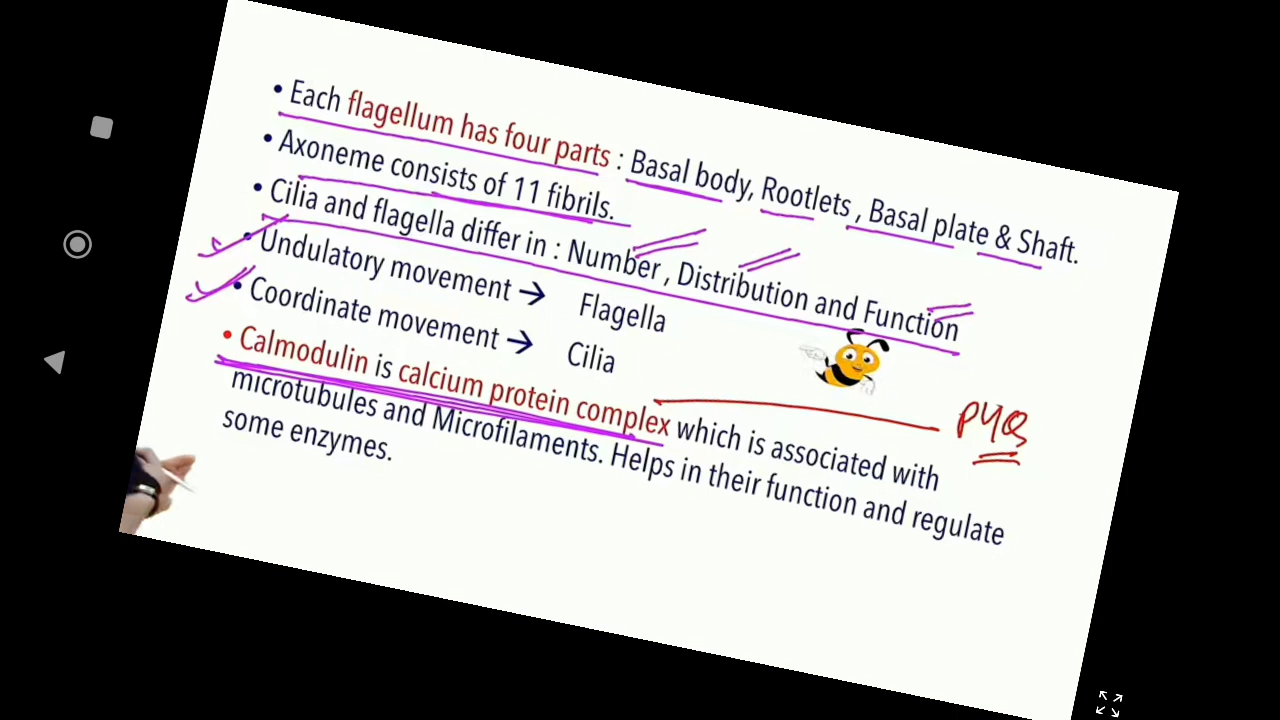 • Each flagellum has four parts : Basal body, Rootlets , Basal plate & Shaft.
• Axoneme consists of 11 fibrils.
• Cilia and flagella differ in : Number , Distribution and Function
• Undulatory movement → Flagella
• Coordinate movement → Cilia
• Calmodulin is calcium protein complex which is associated with
microtubules and Microfilaments. Helps in their function and regulate
some enzymes.
PYQ